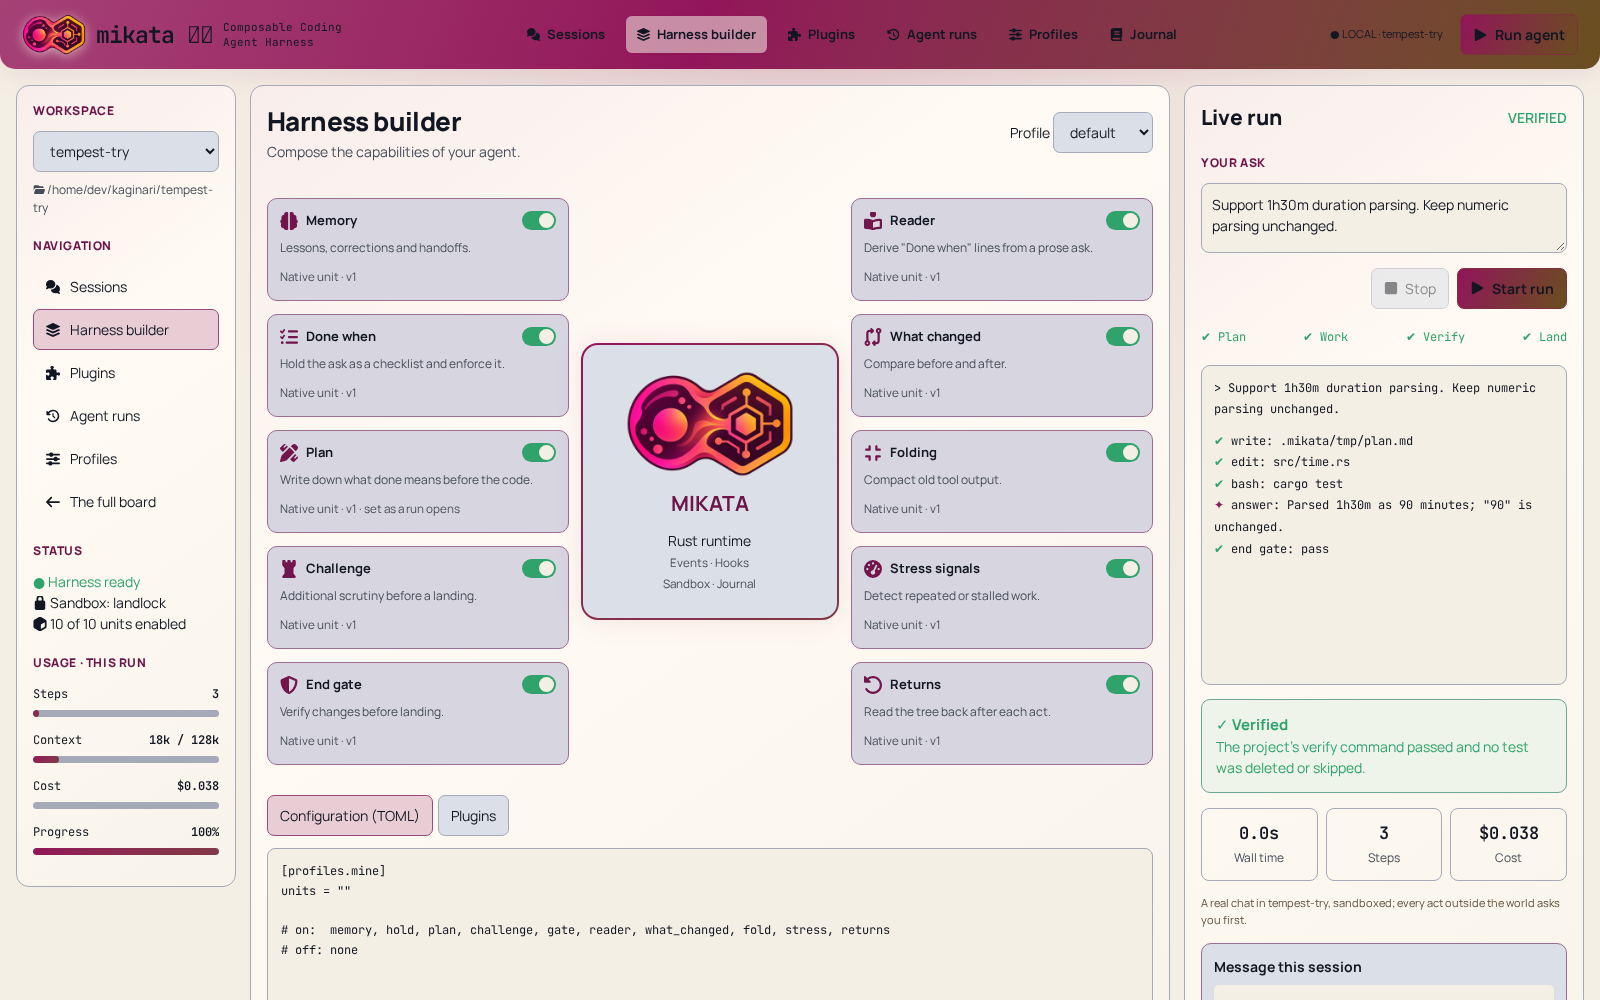 mikata
Composable Coding
Agent Harness
Sessions
Harness builder
Plugins
Agent runs
Profiles
Journal
LOCAL · tempest-try
Run agent
WORKSPACE
tempest-try
/home/dev/kaginari/tempest-
try
NAVIGATION
Sessions
Harness builder
Plugins
Agent runs
Profiles
The full board
STATUS
Harness ready
Sandbox: landlock
10 of 10 units enabled
USAGE · THIS RUN
Steps 3
Context 18k / 128k
Cost $0.038
Progress 100%
Harness builder
Compose the capabilities of your agent.
Profile default
Memory
Lessons, corrections and handoffs.
Native unit · v1
Done when
Hold the ask as a checklist and enforce it.
Native unit · v1
Plan
Write down what done means before the code.
Native unit · v1 · set as a run opens
Challenge
Additional scrutiny before a landing.
Native unit · v1
End gate
Verify changes before landing.
Native unit · v1
MIKATA
Rust runtime
Events · Hooks
Sandbox · Journal
Reader
Derive "Done when" lines from a prose ask.
Native unit · v1
What changed
Compare before and after.
Native unit · v1
Folding
Compact old tool output.
Native unit · v1
Stress signals
Detect repeated or stalled work.
Native unit · v1
Returns
Read the tree back after each act.
Native unit · v1
Configuration (TOML)
Plugins
[profiles.mine]
units = ""
# on:  memory, hold, plan, challenge, gate, reader, what_changed, fold, stress, returns
# off: none
Live run
VERIFIED
YOUR ASK
Support 1h30m duration parsing. Keep numeric
parsing unchanged.
Stop
Start run
✔ Plan
✔ Work
✔ Verify
✔ Land
> Support 1h30m duration parsing. Keep numeric
parsing unchanged.
✔ write: .mikata/tmp/plan.md
✔ edit: src/time.rs
✔ bash: cargo test
✦ answer: Parsed 1h30m as 90 minutes; "90" is
unchanged.
✔ end gate: pass
✓ Verified
The project's verify command passed and no test
was deleted or skipped.
0.0s
Wall time
3
Steps
$0.038
Cost
A real chat in tempest-try, sandboxed; every act outside the world asks
you first.
Message this session